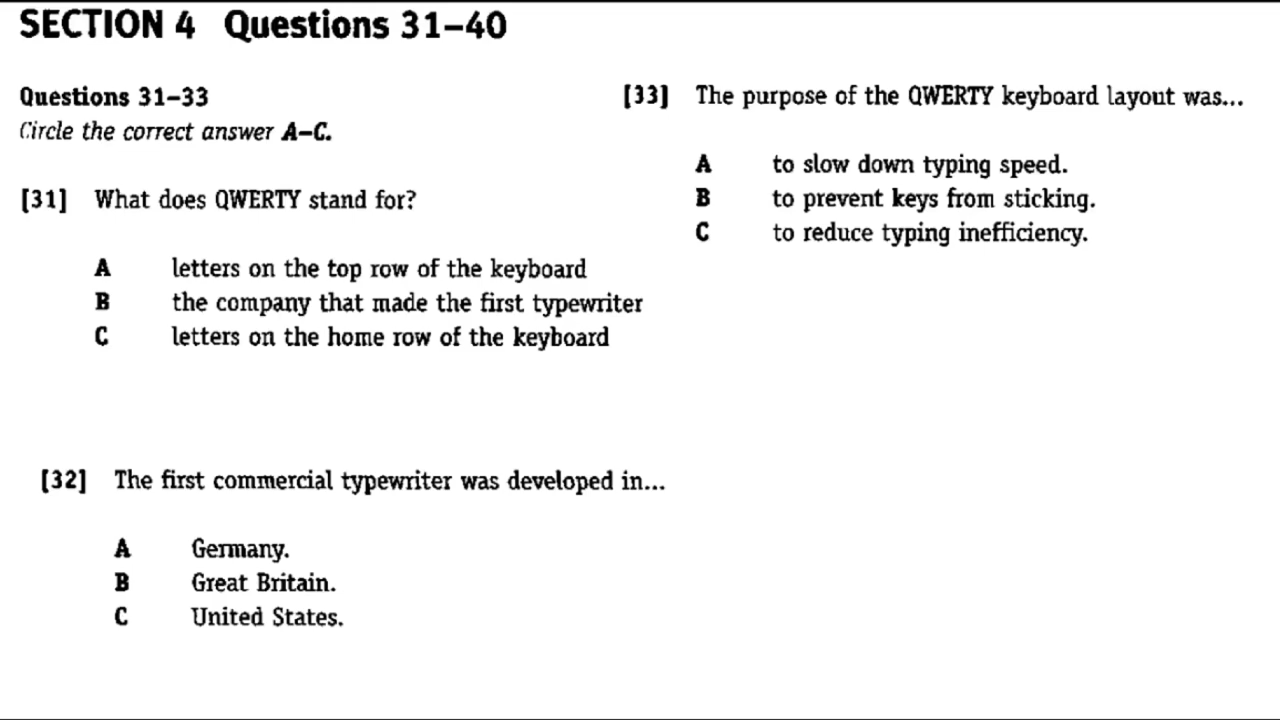 SECTION 4 Questions 31–40
Questions 31–33
Circle the correct answer A–C.
[31] What does QWERTY stand for?
A letters on the top row of the keyboard
B the company that made the first typewriter
C letters on the home row of the keyboard
[32] The first commercial typewriter was developed in...
A Germany.
B Great Britain.
C United States.
[33] The purpose of the QWERTY keyboard layout was...
A to slow down typing speed.
B to prevent keys from sticking.
C to reduce typing inefficiency.